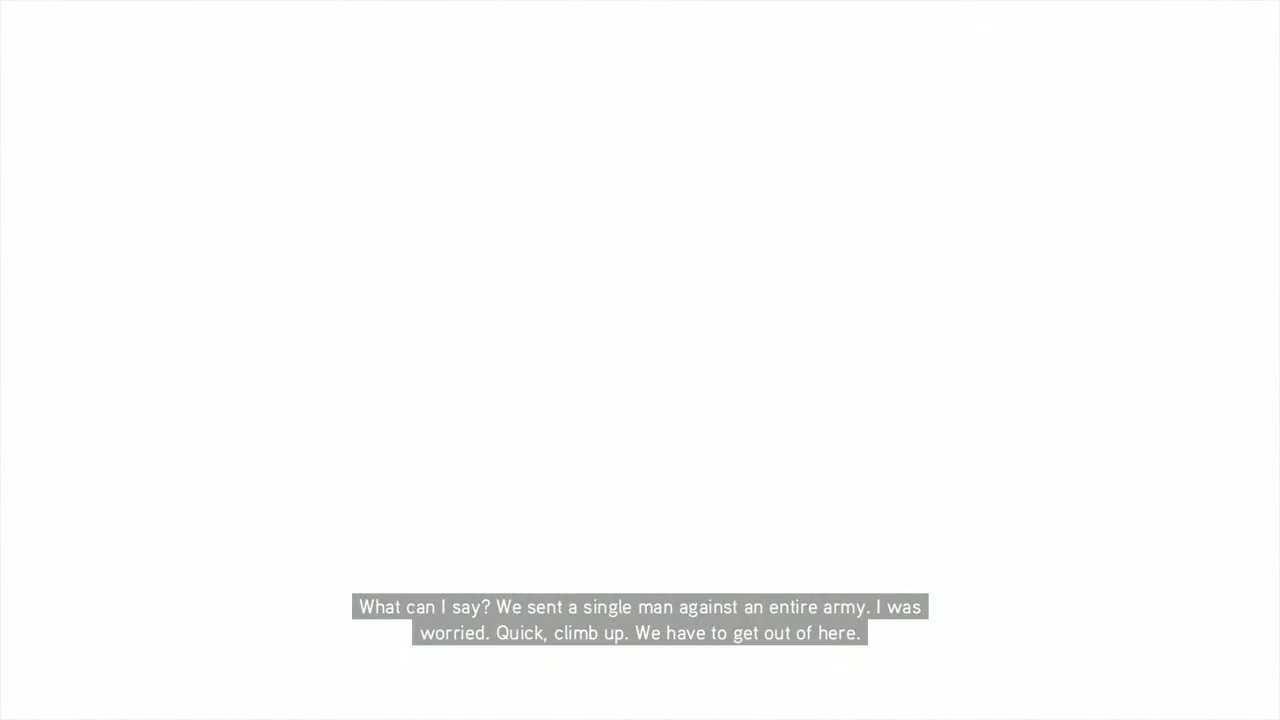 What can I say? We sent a single man against an entire army. I was
worried. Quick, climb up. We have to get out of here.